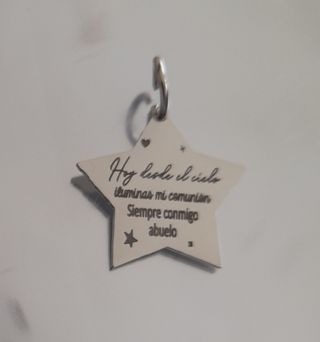 Hoy desde el cielo
iluminas mi comunión
Siempre conmigo
abuelo